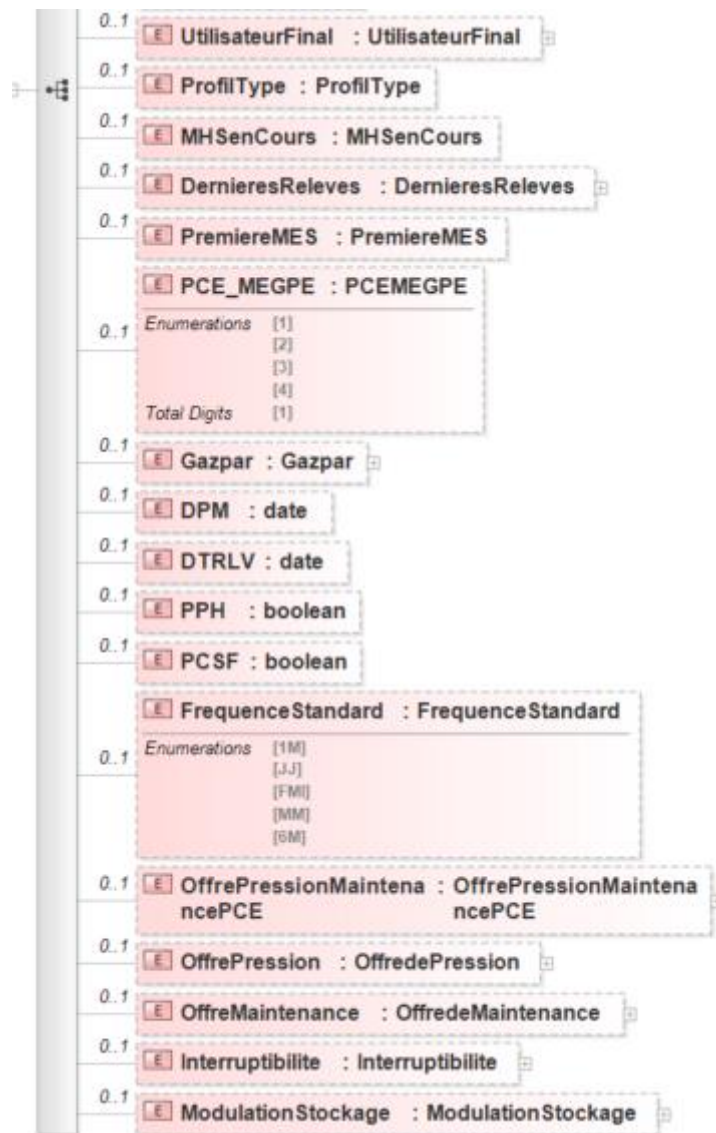 0..1
E UtilisateurFinal : UtilisateurFinal
0..1
E ProfilType : ProfilType
0..1
E MHSenCours : MHSenCours
0..1
E DernieresReleves : DernieresReleves
0..1
E PremiereMES : PremiereMES
E PCE_MEGPE : PCEMEGPE
0..1 Enumerations [1]
[2]
[3]
[4]
Total Digits [1]
0..1
E Gazpar : Gazpar
0..1
E DPM : date
0..1
E DTRLV : date
0..1
E PPH : boolean
0..1
E PCSF : boolean
E FrequenceStandard : FrequenceStandard
0..1 Enumerations [1M]
[JJ]
[FMI]
[MM]
[6M]
0..1
E OffrePressionMaintena : OffrePressionMaintena
ncePCE ncePCE
0..1
E OffrePression : OffredePression
0..1
E OffreMaintenance : OffredeMaintenance
0..1
E Interruptibilite : Interruptibilite
0..1
E ModulationStockage : ModulationStockage